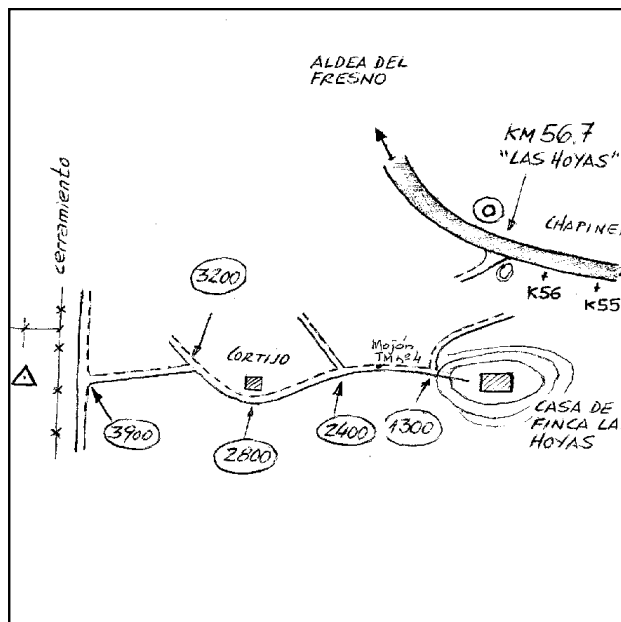 ALDEA DEL
FRESNO
KM 56,7
"LAS HOYAS"
CHAPINE
K56
K55
cerramiento
3200
CORTIJO
Mojón
TM nº4
3900
2800
2400
1300
CASA DE
FINCA LA
HOYAS